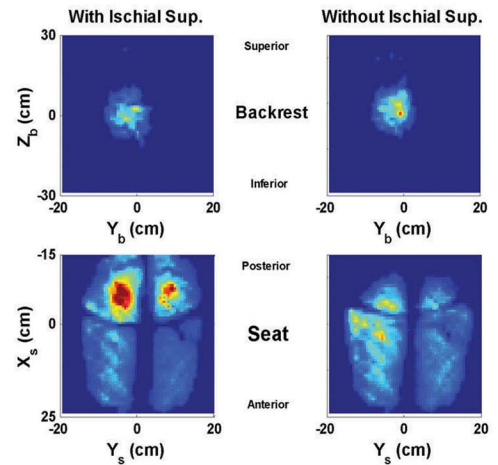 With Ischial Sup. Without Ischial Sup.
30 Superior
Z_b (cm) 0 Backrest 0
-30 Inferior
-20 0 20 -20 0 20
Y_b (cm) Y_b (cm)
-15 Posterior
X_s (cm) 0 Seat
25 Anterior
-20 0 20 -20 0 20
Y_s (cm) Y_s (cm)